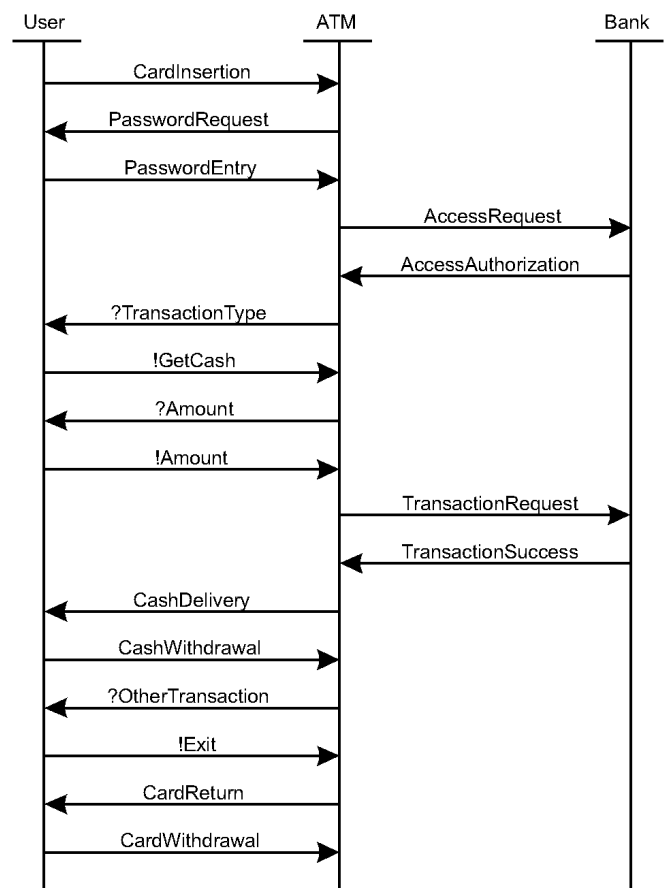 User ATM Bank
CardInsertion
PasswordRequest
PasswordEntry
AccessRequest
AccessAuthorization
?TransactionType
!GetCash
?Amount
!Amount
TransactionRequest
TransactionSuccess
CashDelivery
CashWithdrawal
?OtherTransaction
!Exit
CardReturn
CardWithdrawal